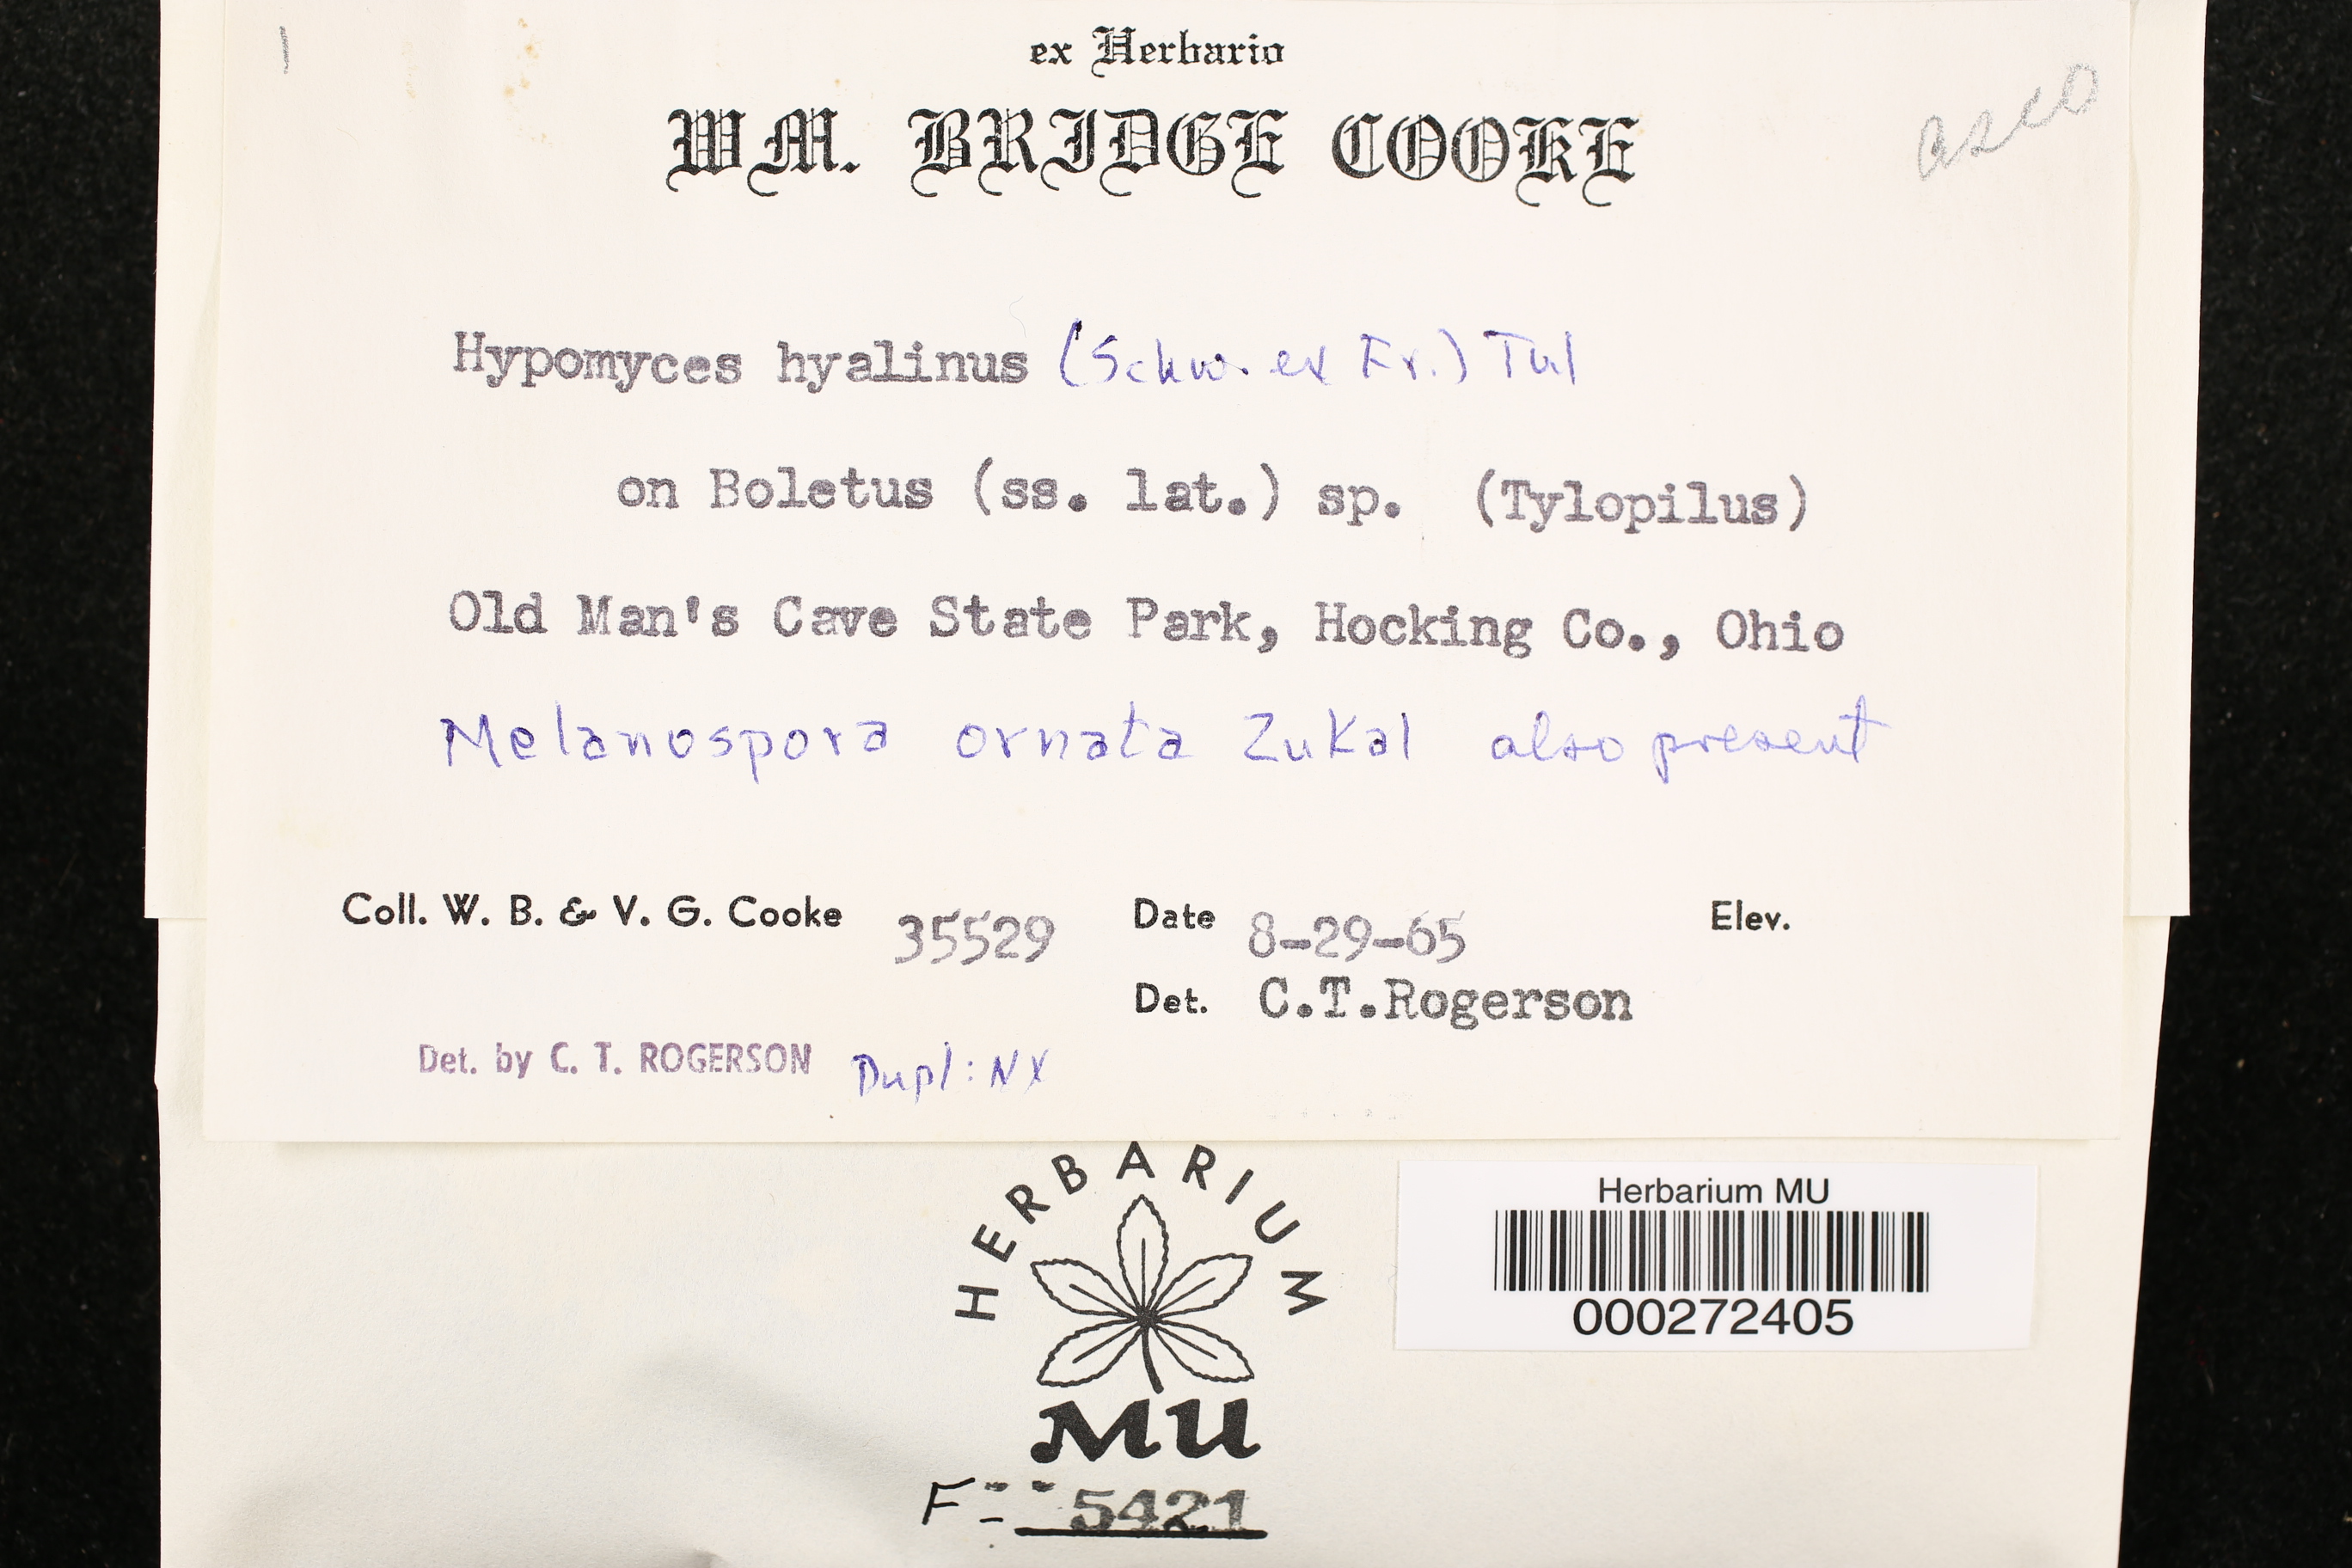 ex Herbario
asco
WM. BRIDGE COOKE
Hypomyces hyalinus (Schw. ex Fr.) Tul
on Boletus (ss. lat.) sp. (Tylopilus)
Old Man's Cave State Park, Hocking Co., Ohio
Melanospora ornata Zukal also present
Coll. W. B. & V. G. Cooke 35529 Date 8-29-65 Elev.
Det. C.T.Rogerson
Det. by C. T. ROGERSON Dupl: NY
HERBARIUM
MU
F- 5421
Herbarium MU
000272405